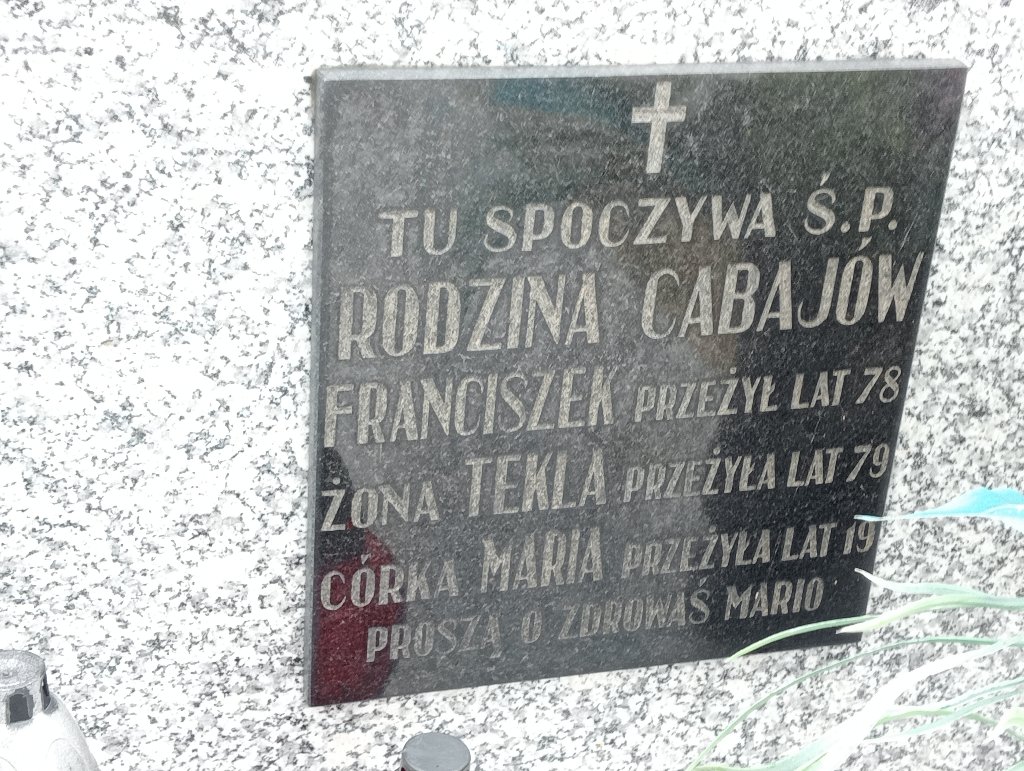 TU SPOCZYWA Ś.P.
RODZINA CABAJÓW
FRANCISZEK PRZEŻYŁ LAT 78
ŻONA TEKLA PRZEŻYŁA LAT 79
CÓRKA MARIA PRZEŻYŁA LAT 19
PROSZĄ O ZDROWAŚ MARIO